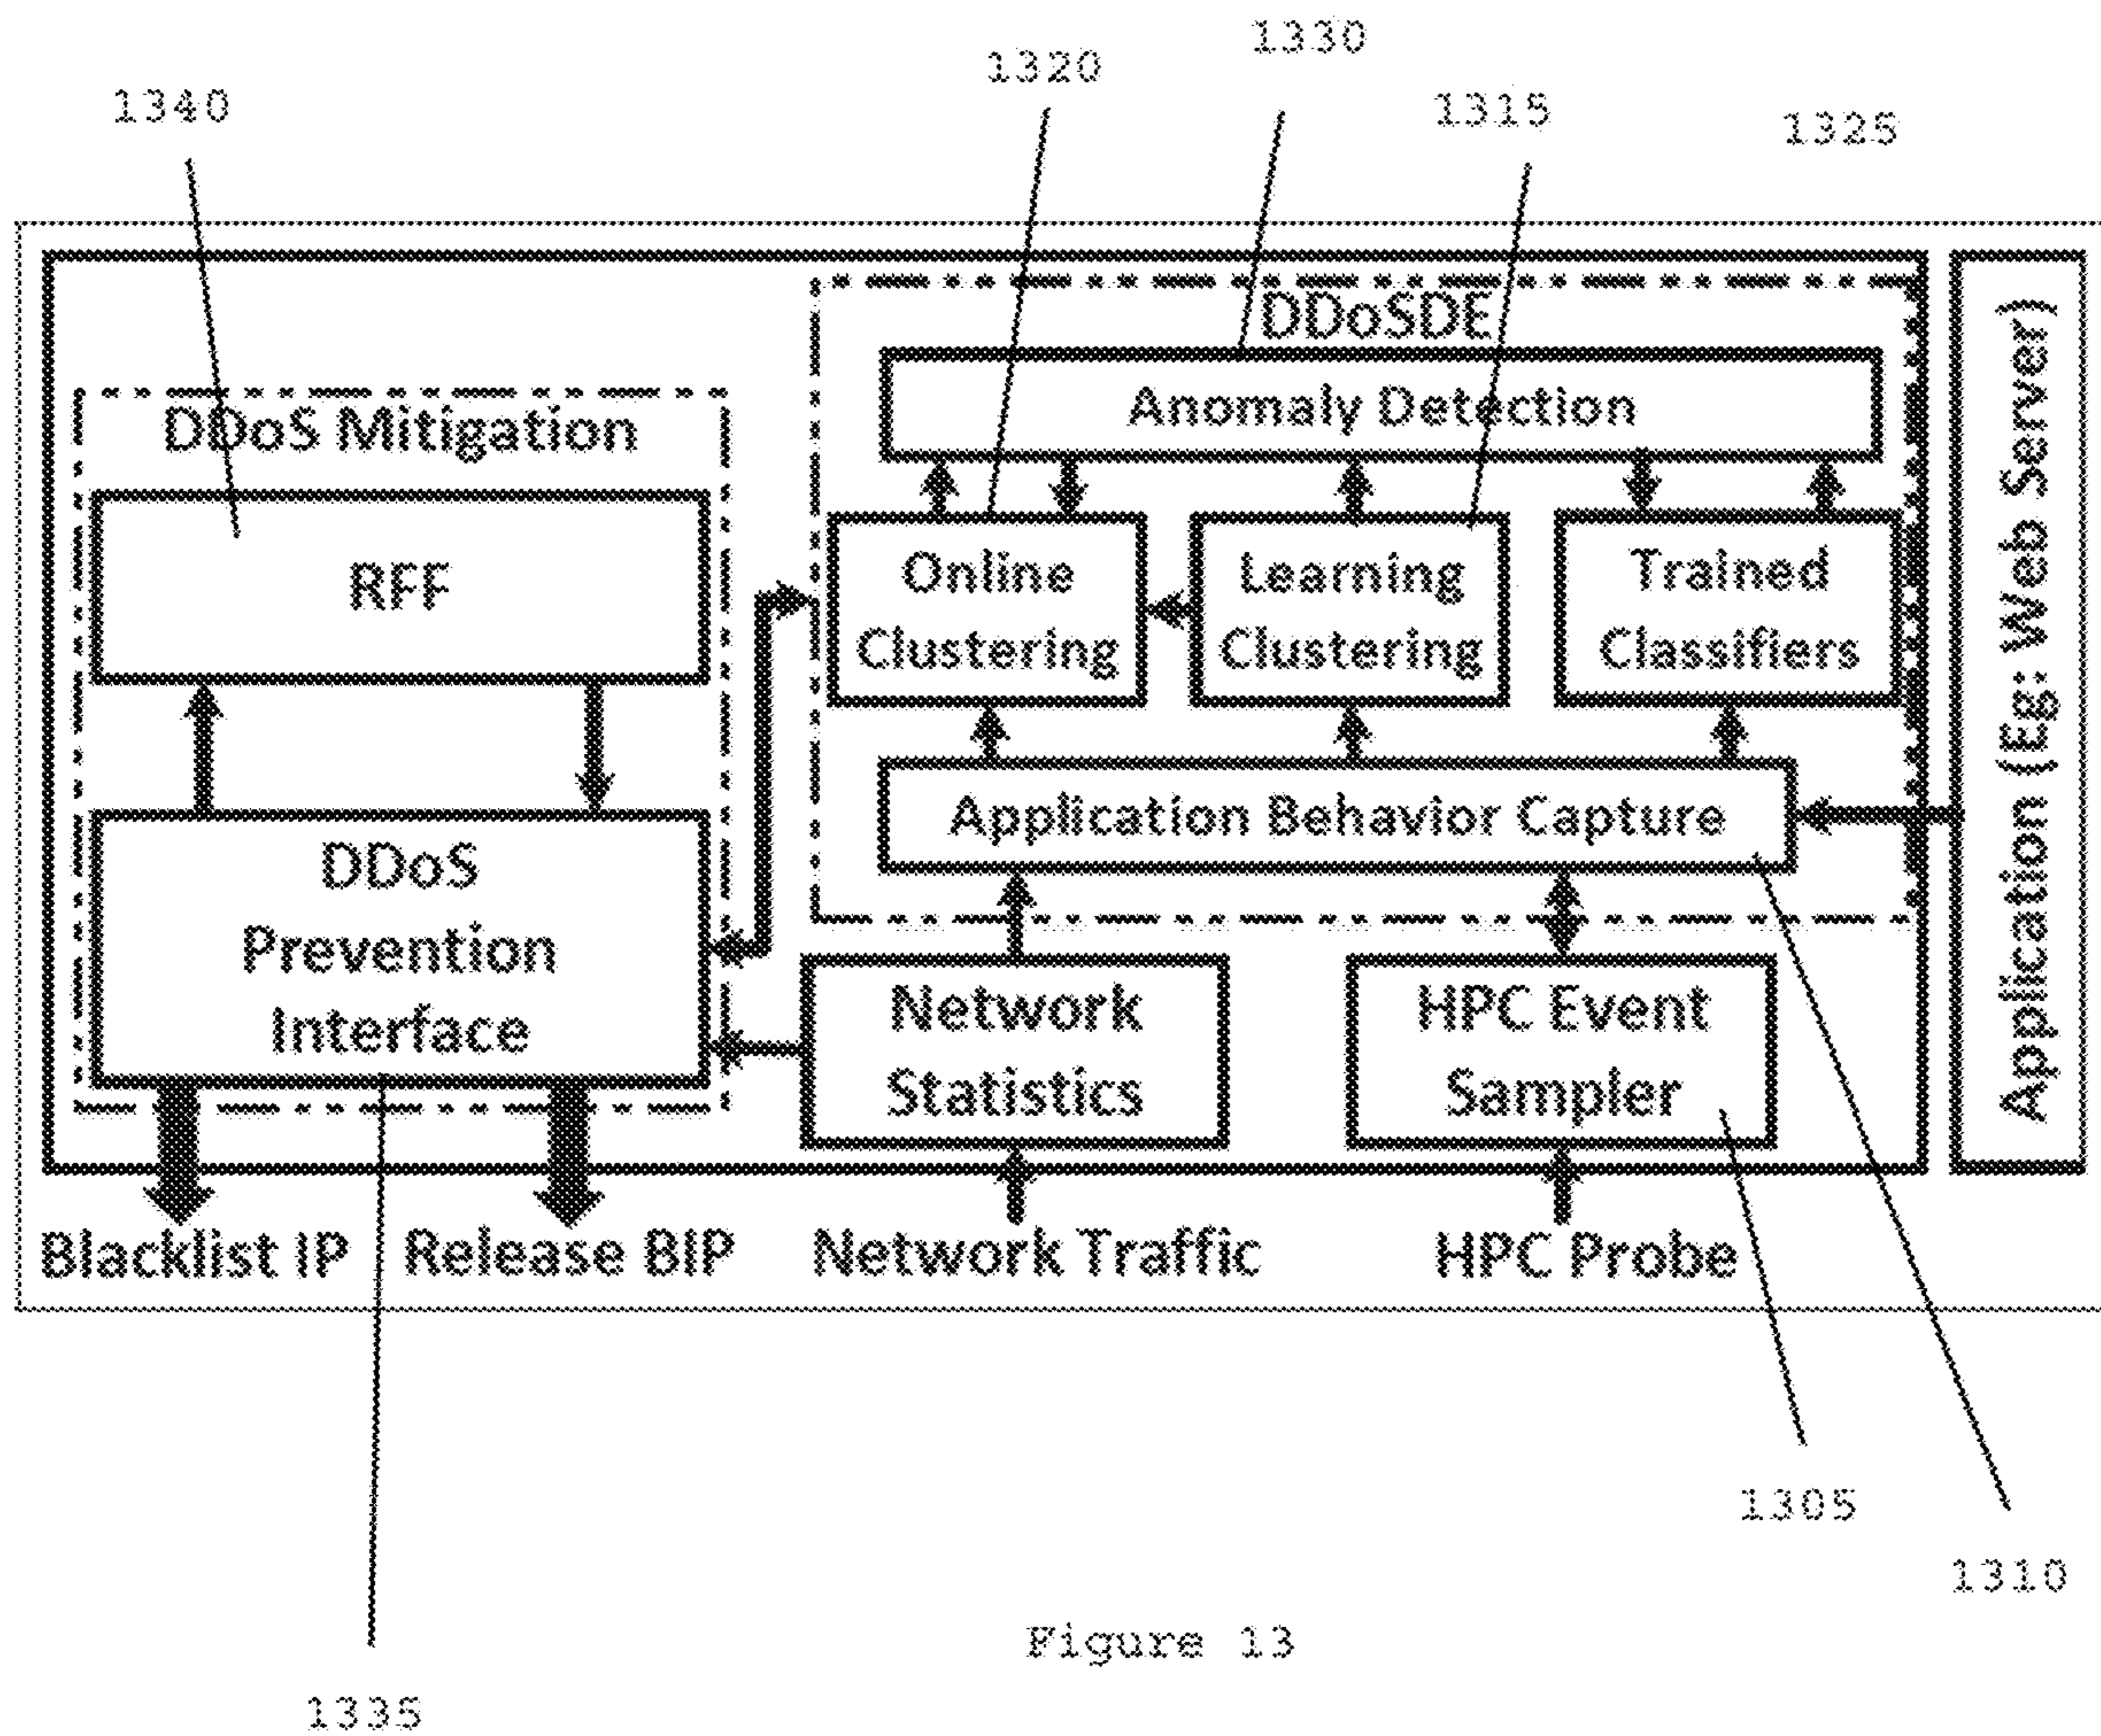 1330
1320
1340
1315
1325
DDoSDE
Anomaly Detection
DDoS Mitigation
RFF
Online
Clustering
Learning
Clustering
Trained
Classifiers
Application (Eg: Web Server)
Application Behavior Capture
DDoS
Prevention
Interface
Network
Statistics
HPC Event
Sampler
Blacklist IP
Release BIP
Network Traffic
HPC Probe
1305
1310
Figure 13
1335